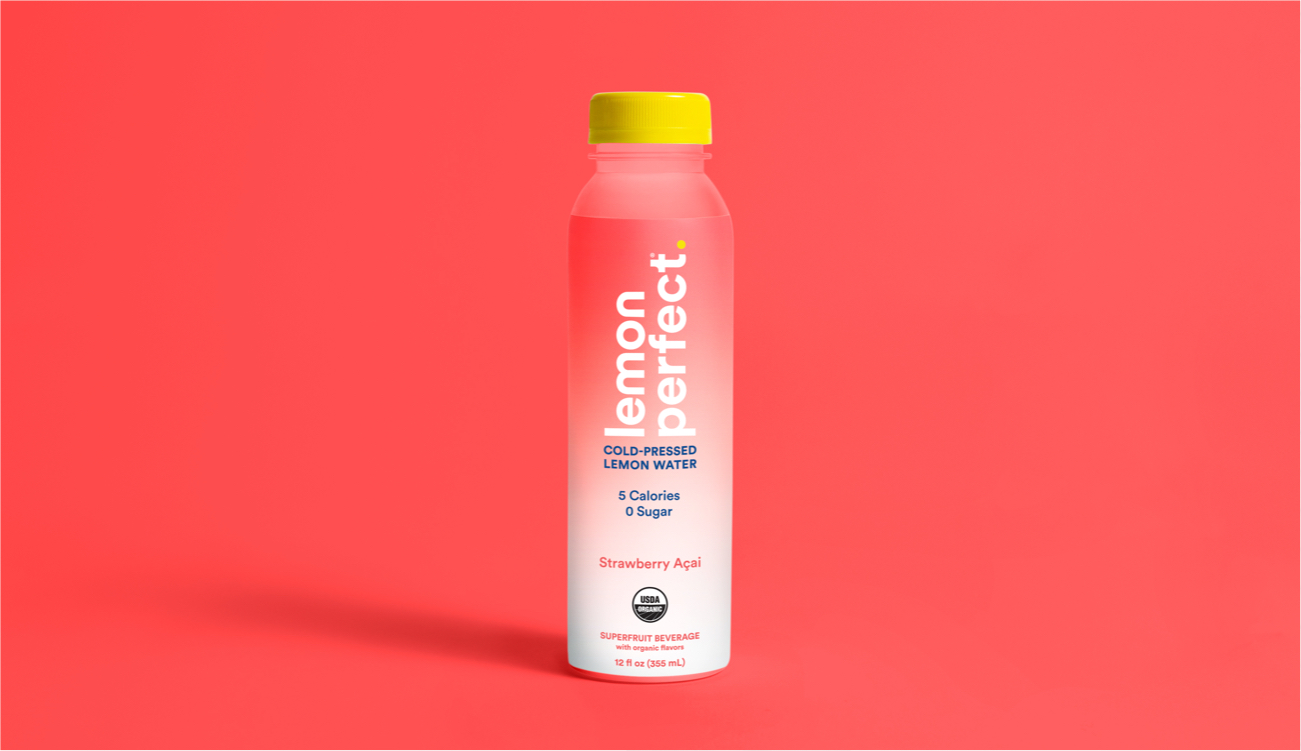 lemon
perfect.
COLD-PRESSED
LEMON WATER
5 Calories
0 Sugar
Strawberry Açai
USDA
ORGANIC
SUPERFRUIT BEVERAGE
with organic flavors
12 fl oz (355 mL)